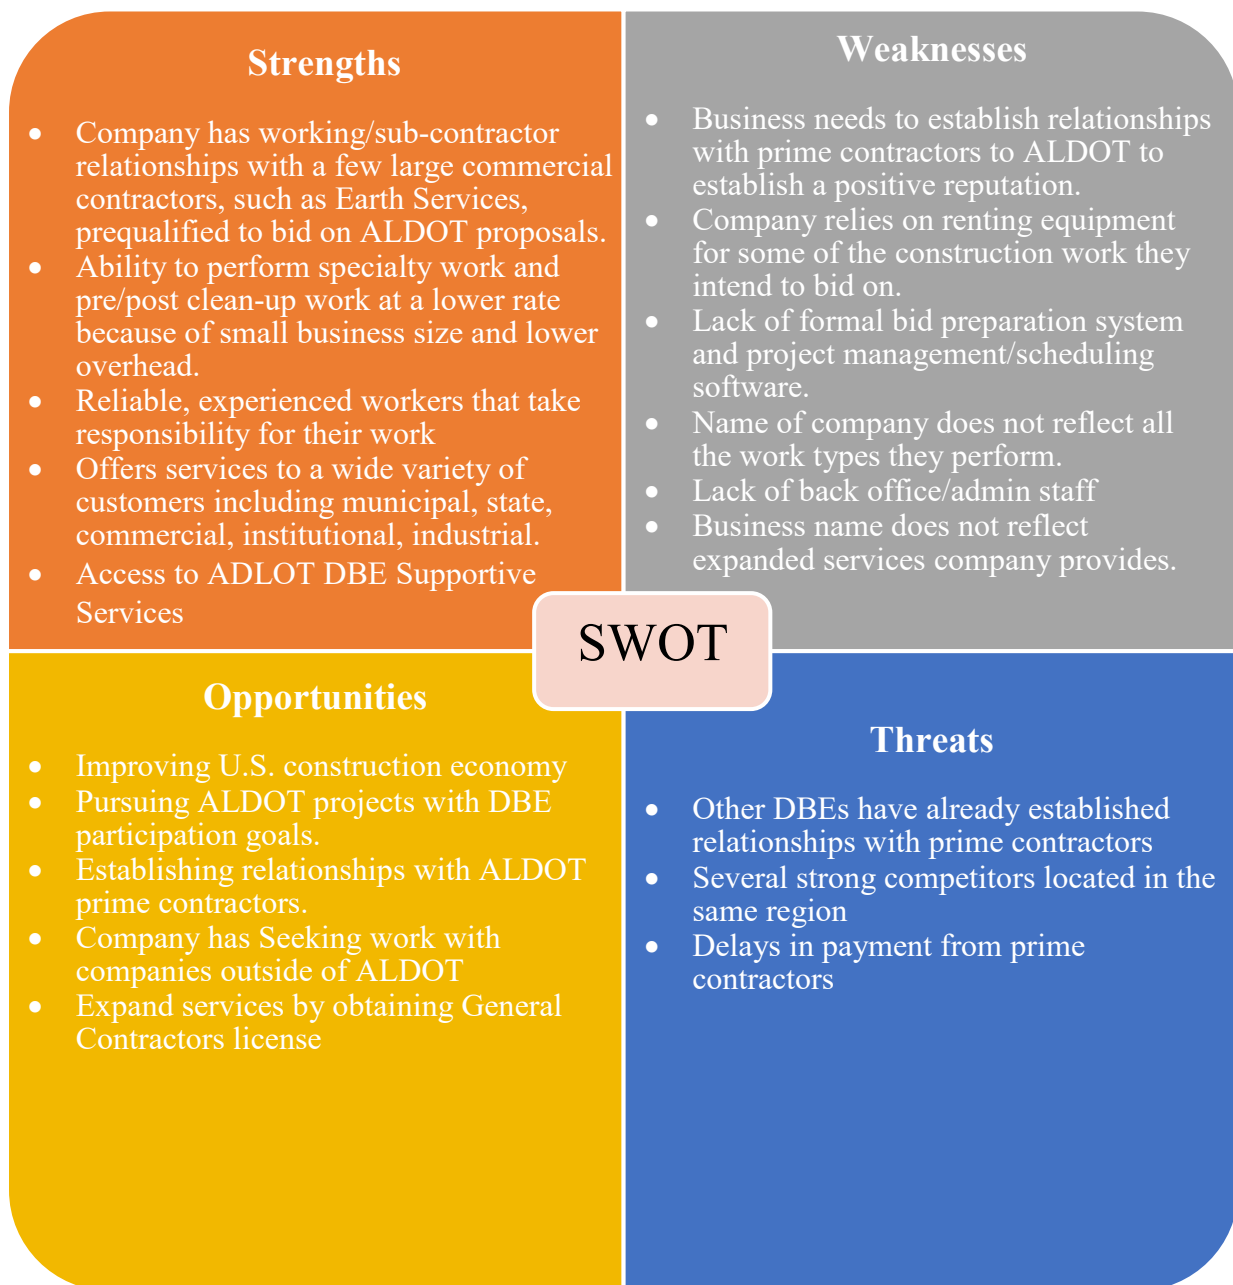 Strengths
• Company has working/sub-contractor
relationships with a few large commercial
contractors, such as Earth Services,
prequalified to bid on ALDOT proposals.
• Ability to perform specialty work and
pre/post clean-up work at a lower rate
because of small business size and lower
overhead.
• Reliable, experienced workers that take
responsibility for their work
• Offers services to a wide variety of
customers including municipal, state,
commercial, institutional, industrial.
• Access to ADLOT DBE Supportive
Services
Weaknesses
• Business needs to establish relationships
with prime contractors to ALDOT to
establish a positive reputation.
• Company relies on renting equipment
for some of the construction work they
intend to bid on.
• Lack of formal bid preparation system
and project management/scheduling
software.
• Name of company does not reflect all
the work types they perform.
• Lack of back office/admin staff
• Business name does not reflect
expanded services company provides.
SWOT
Opportunities
• Improving U.S. construction economy
• Pursuing ALDOT projects with DBE
participation goals.
• Establishing relationships with ALDOT
prime contractors.
• Company has Seeking work with
companies outside of ALDOT
• Expand services by obtaining General
Contractors license
Threats
• Other DBEs have already established
relationships with prime contractors
• Several strong competitors located in the
same region
• Delays in payment from prime
contractors